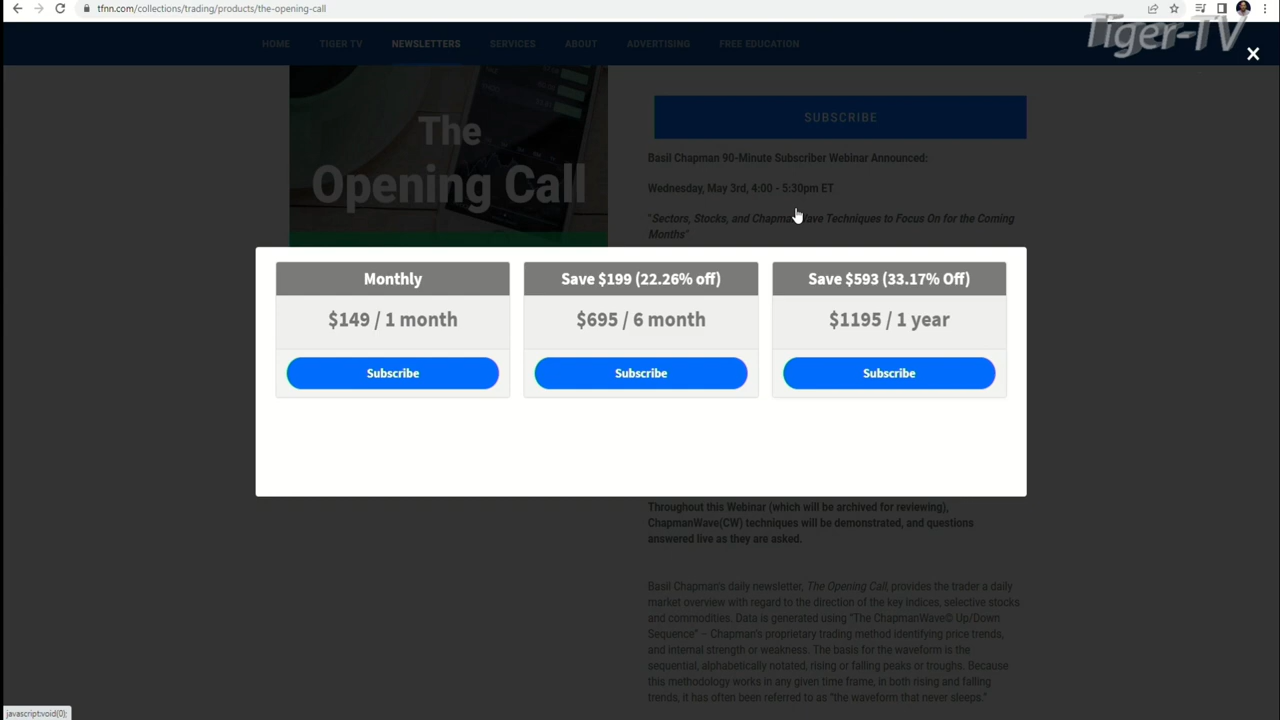 tfnn.com/collections/trading/products/the-opening-call
Tiger-TV
HOME TIGER TV NEWSLETTERS SERVICES ABOUT ADVERTISING FREE EDUCATION
The
Opening Call
SUBSCRIBE
Basil Chapman 90-Minute Subscriber Webinar Announced:
Wednesday, May 3rd, 4:00 - 5:30pm ET
"Sectors, Stocks, and ChapmanWave Techniques to Focus On for the Coming
Months"
Monthly
$149 / 1 month
Subscribe
Save $199 (22.26% off)
$695 / 6 month
Subscribe
Save $593 (33.17% Off)
$1195 / 1 year
Subscribe
Throughout this Webinar (which will be archived for reviewing),
ChapmanWave(CW) techniques will be demonstrated, and questions
answered live as they are asked.
Basil Chapman's daily newsletter, The Opening Call, provides the trader a daily
market overview with regard to the direction of the key indices, selective stocks
and commodities. Data is generated using "The ChapmanWave© Up/Down
Sequence" – Chapman's proprietary trading method identifying price trends,
and internal strength or weakness. The basis for the waveform is the
sequential, alphabetically notated, rising or falling peaks or troughs. Because
this methodology works in any given time frame, in both rising and falling
trends, it has often been referred to as "the waveform that never sleeps."
javascript:void(0);